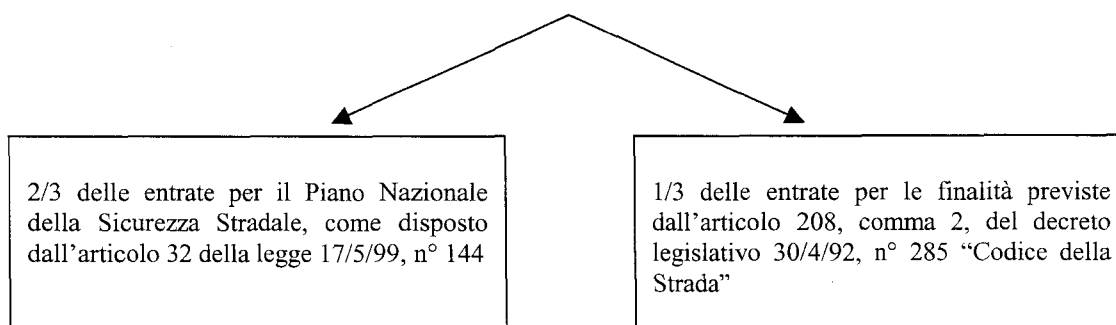 2/3 delle entrate per il Piano Nazionale
della Sicurezza Stradale, come disposto
dall'articolo 32 della legge 17/5/99, n° 144
1/3 delle entrate per le finalità previste
dall'articolo 208, comma 2, del decreto
legislativo 30/4/92, n° 285 “Codice della
Strada”